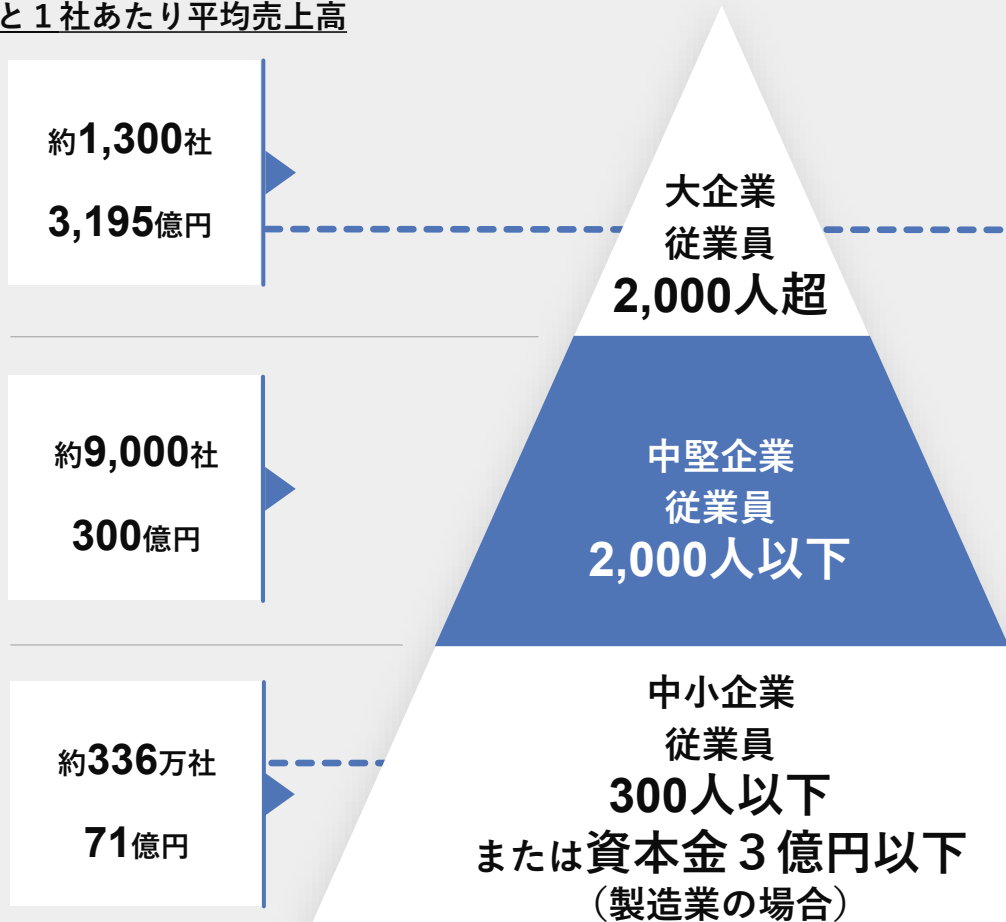 と１社あたり平均売上高
約1,300社
3,195億円
大企業
従業員
2,000人超
約9,000社
300億円
中堅企業
従業員
2,000人以下
約336万社
71億円
中小企業
従業員
300人以下
または資本金３億円以下
（製造業の場合）